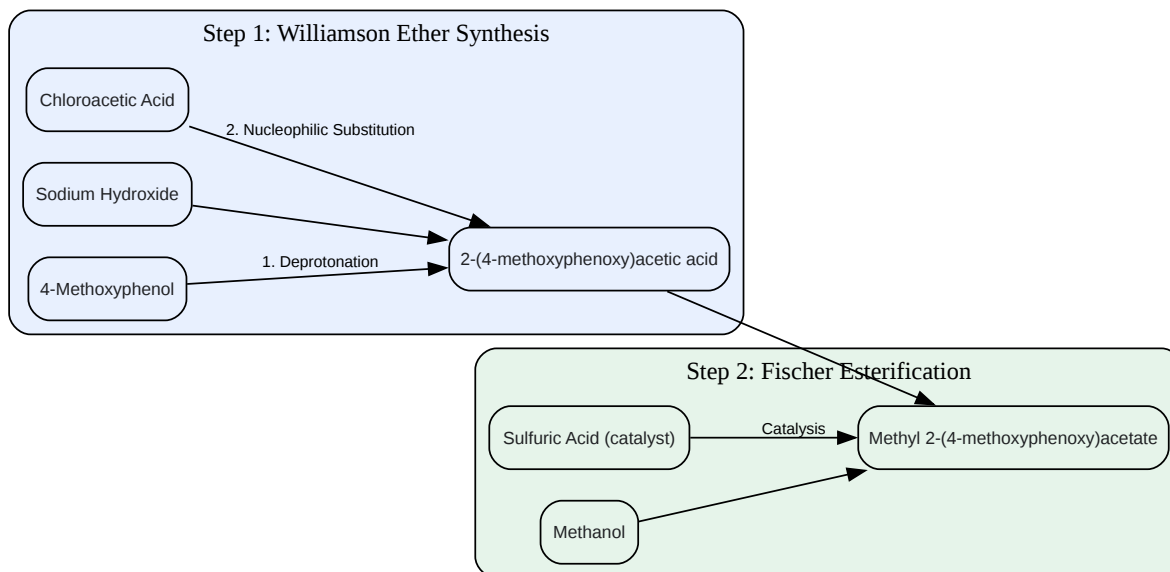 Step 1: Williamson Ether Synthesis
Chloroacetic Acid
2. Nucleophilic Substitution
Sodium Hydroxide
1. Deprotonation
4-Methoxyphenol
2-(4-methoxyphenoxy)acetic acid
Step 2: Fischer Esterification
Sulfuric Acid (catalyst)
Catalysis
Methyl 2-(4-methoxyphenoxy)acetate
Methanol